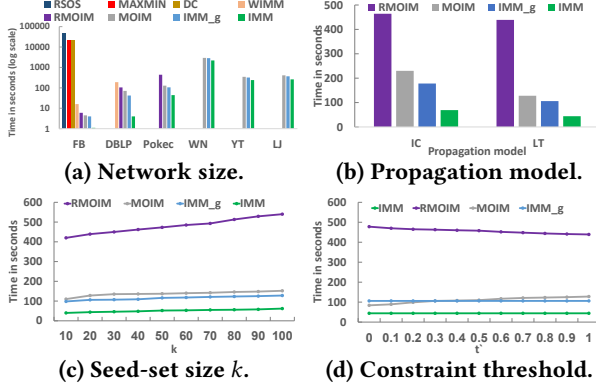 RSOS MAXMIN DC WIMM
RMOIM MOIM IMM_g IMM
Time in seconds (log scale)
100000
10000
1000
100
10
1
FB DBLP Pokec WN YT LJ
(a) Network size.
RMOIM MOIM IMM_g IMM
Time in seconds
500
400
300
200
100
0
IC LT
Propagation model
(b) Propagation model.
RMOIM MOIM IMM_g IMM
Time in seconds
600
500
400
300
200
100
0
10 20 30 40 50 60 70 80 90 100
k
(c) Seed-set size k.
IMM RMOIM MOIM IMM_g
Time in seconds
600
500
400
300
200
100
0
0 0.1 0.2 0.3 0.4 0.5 0.6 0.7 0.8 0.9 1
t`
(d) Constraint threshold.